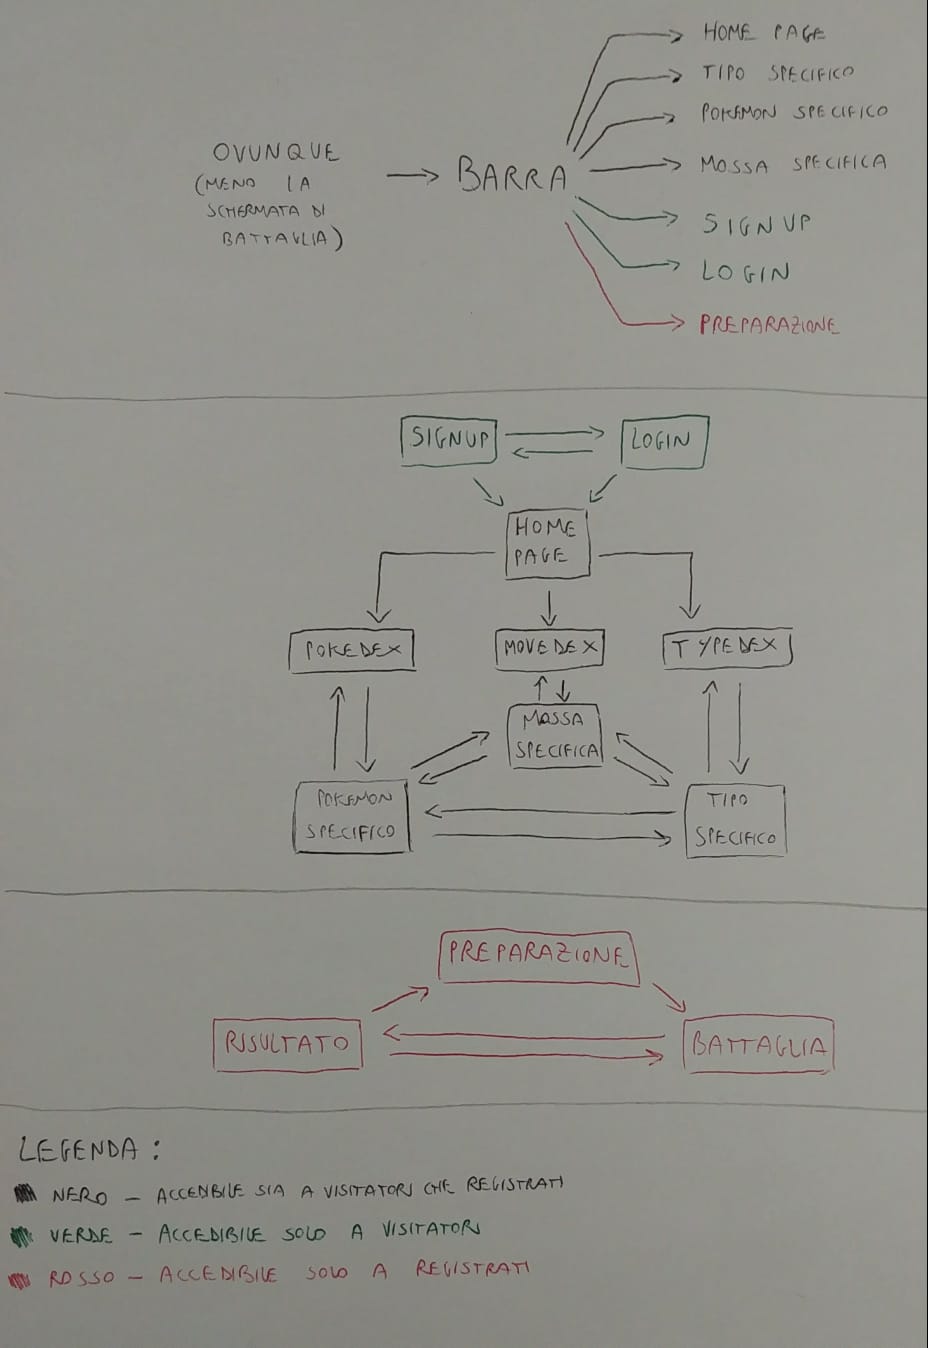 HOME PAGE
TIPO SPECIFICO
POKEMON SPECIFICO
OVUNQUE
(MENO LA
SCHERMATA DI
BATTAGLIA)
BARRA
MOSSA SPECIFICA
SIGNUP
LOGIN
PREPARAZIONE
SIGNUP
LOGIN
HOME
PAGE
POKEDEX
MOVEDEX
TYPEDEX
MOSSA
SPECIFICA
POKEMON
SPECIFICO
TIPO
SPECIFICO
PREPARAZIONE
RISULTATO
BATTAGLIA
LEGENDA:
NERO – ACCEDIBILE SIA A VISITATORI CHE REGISTRATI
VERDE – ACCEDIBILE SOLO A VISITATORI
ROSSO – ACCEDIBILE SOLO A REGISTRATI